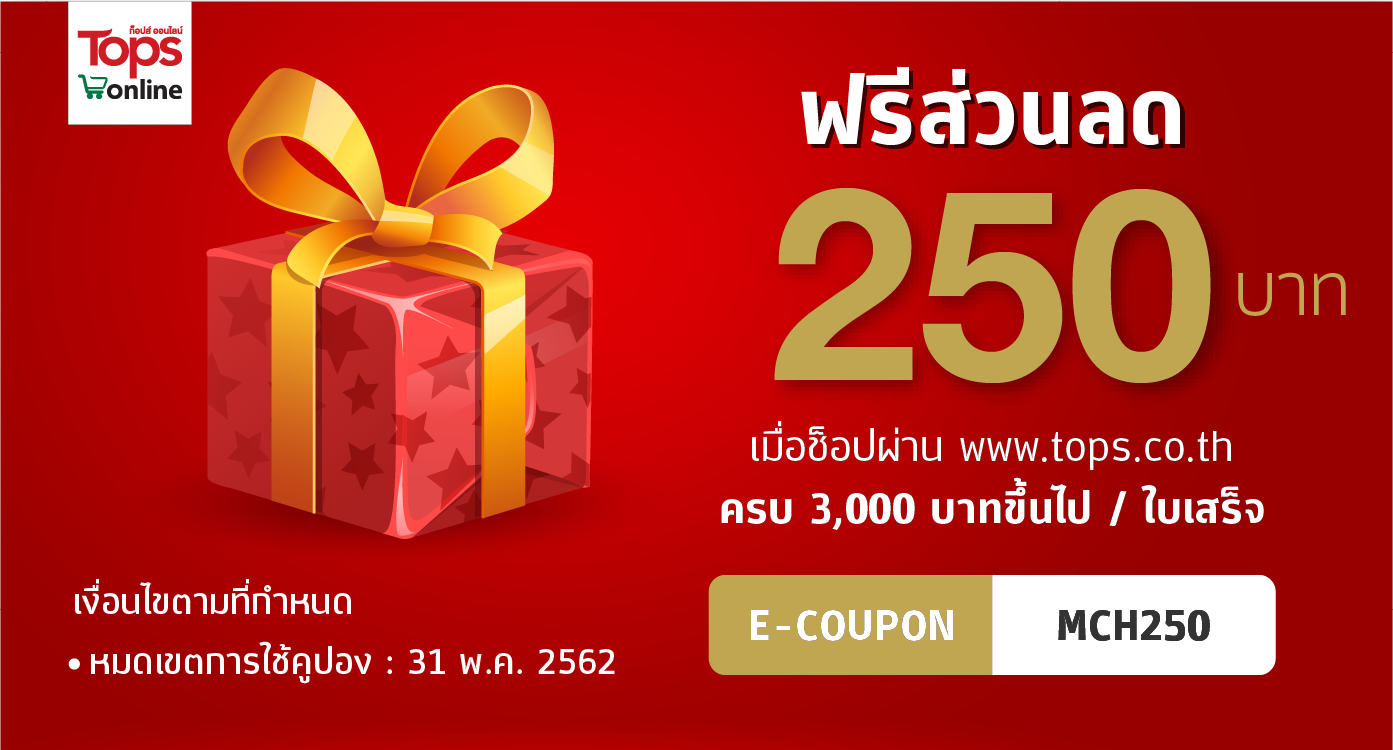 ท็อปส์ ออนไลน์
Tops
online
ฟรีส่วนลด
250 บาท
เมื่อช็อปผ่าน www.tops.co.th
ครบ 3,000 บาทขึ้นไป / ใบเสร็จ
E-COUPON MCH250
เงื่อนไขตามที่กำหนด
• หมดเขตการใช้คูปอง : 31 พ.ค. 2562